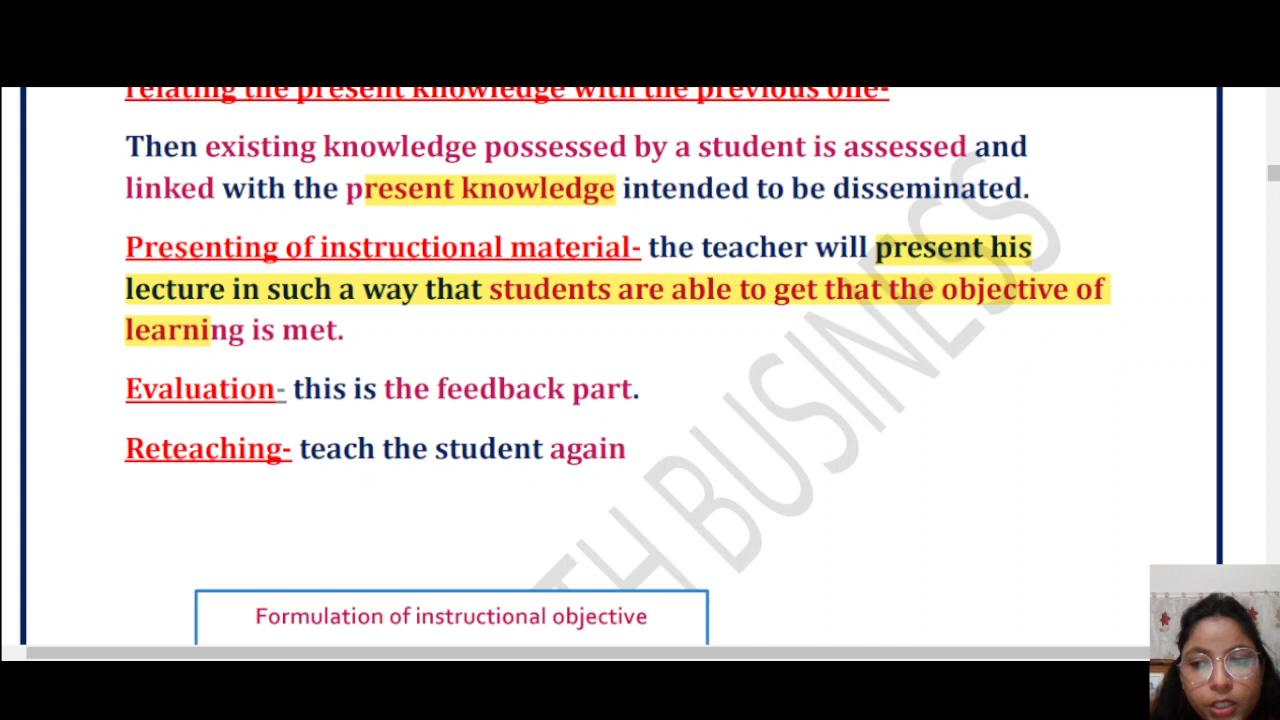 relating the present knowledge with the previous one-
Then existing knowledge possessed by a student is assessed and
linked with the present knowledge intended to be disseminated.
Presenting of instructional material- the teacher will present his
lecture in such a way that students are able to get that the objective of
learning is met.
Evaluation- this is the feedback part.
Reteaching- teach the student again
Formulation of instructional objective
BUSINESS